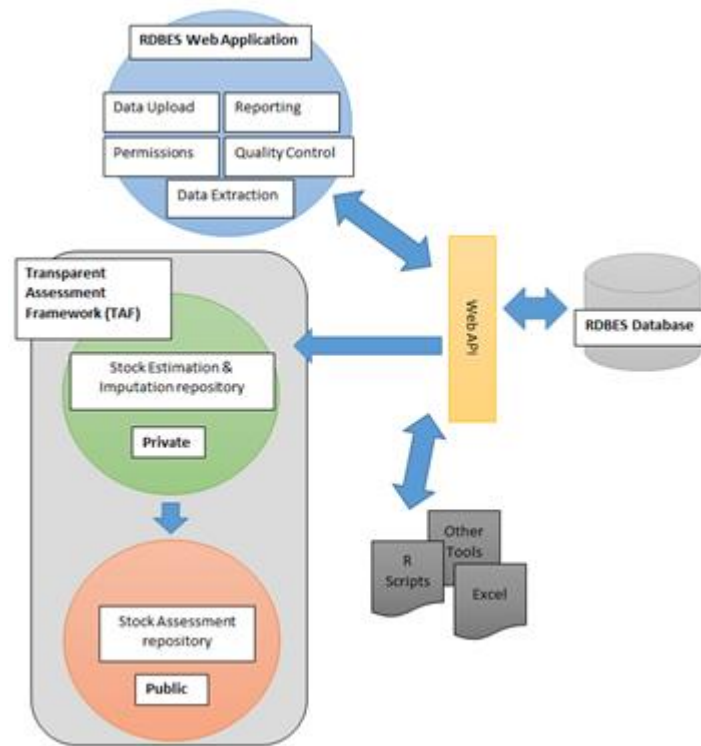 RDBES Web Application
Data Upload
Reporting
Permissions
Quality Control
Data Extraction
Transparent
Assessment
Framework (TAF)
Stock Estimation &
Imputation repository
Private
Web API
RDBES Database
Other
Tools
R
Scripts
Excel
Stock Assessment
repository
Public